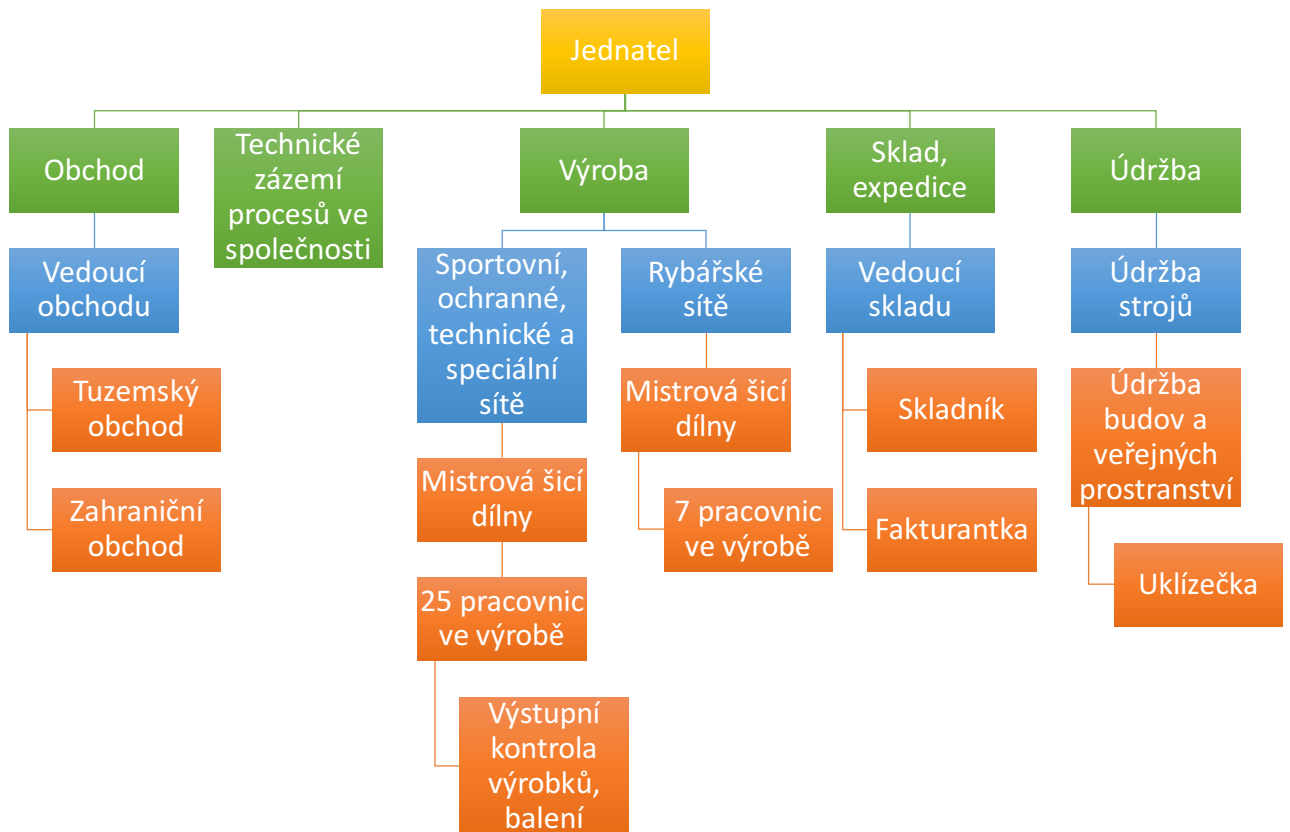 Jednatel
Obchod
Technické
zázemí
procesů ve
společnosti
Výroba
Sklad,
expedice
Údržba
Vedoucí
obchodu
Tuzemský
obchod
Zahraniční
obchod
Sportovní,
ochranné,
technické a
speciální
sítě
Mistrová šicí
dílny
25 pracovnic
ve výrobě
Výstupní
kontrola
výrobků,
balení
Rybářské
sítě
Mistrová šicí
dílny
7 pracovnic
ve výrobě
Vedoucí
skladu
Skladník
Fakturantka
Údržba
strojů
Údržba
budov a
veřejných
prostranství
Uklízečka